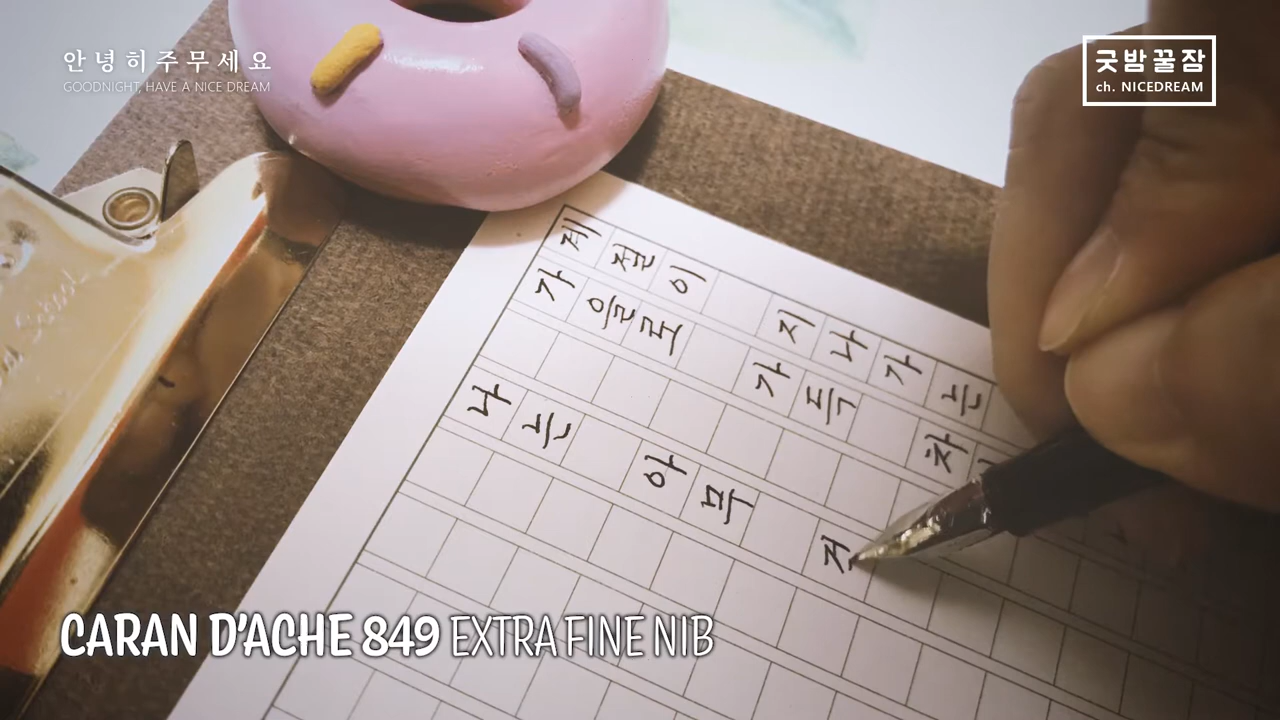 안녕히주무세요
GOODNIGHT, HAVE A NICE DREAM
굿밤꿀잠
ch. NICEDREAM
계절이 지나가는
가을로 가득 차
나는 아무 거
CARAN D'ACHE 849 EXTRA FINE NIB